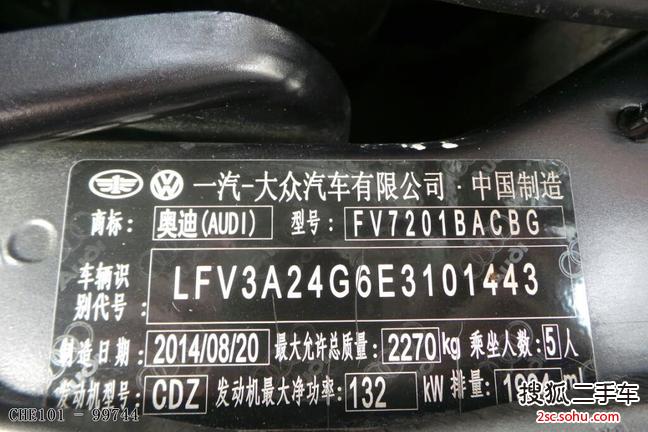 一汽-大众汽车有限公司·中国制造
商标: 奥迪(AUDI) 型号: FV7201BACBG
车辆识别代号: LFV3A24G6E3101443
制造日期: 2014/08/20 最大允许总质量: 2270kg 乘坐人数: 5人
发动机型号: CDZ 发动机最大净功率: 132 kW 排量: ml
CHE101 - 99744
搜狐二手车
2sc.sohu.com